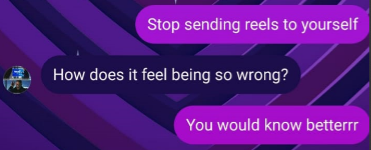 Stop sending reels to yourself
How does it feel being so wrong?
You would know betterrr